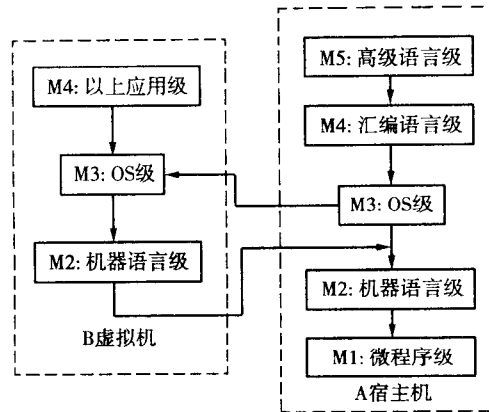 M4: 以上应用级
M3: OS级
M2: 机器语言级
B虚拟机
M5: 高级语言级
M4: 汇编语言级
M3: OS级
M2: 机器语言级
M1: 微程序级
A宿主机